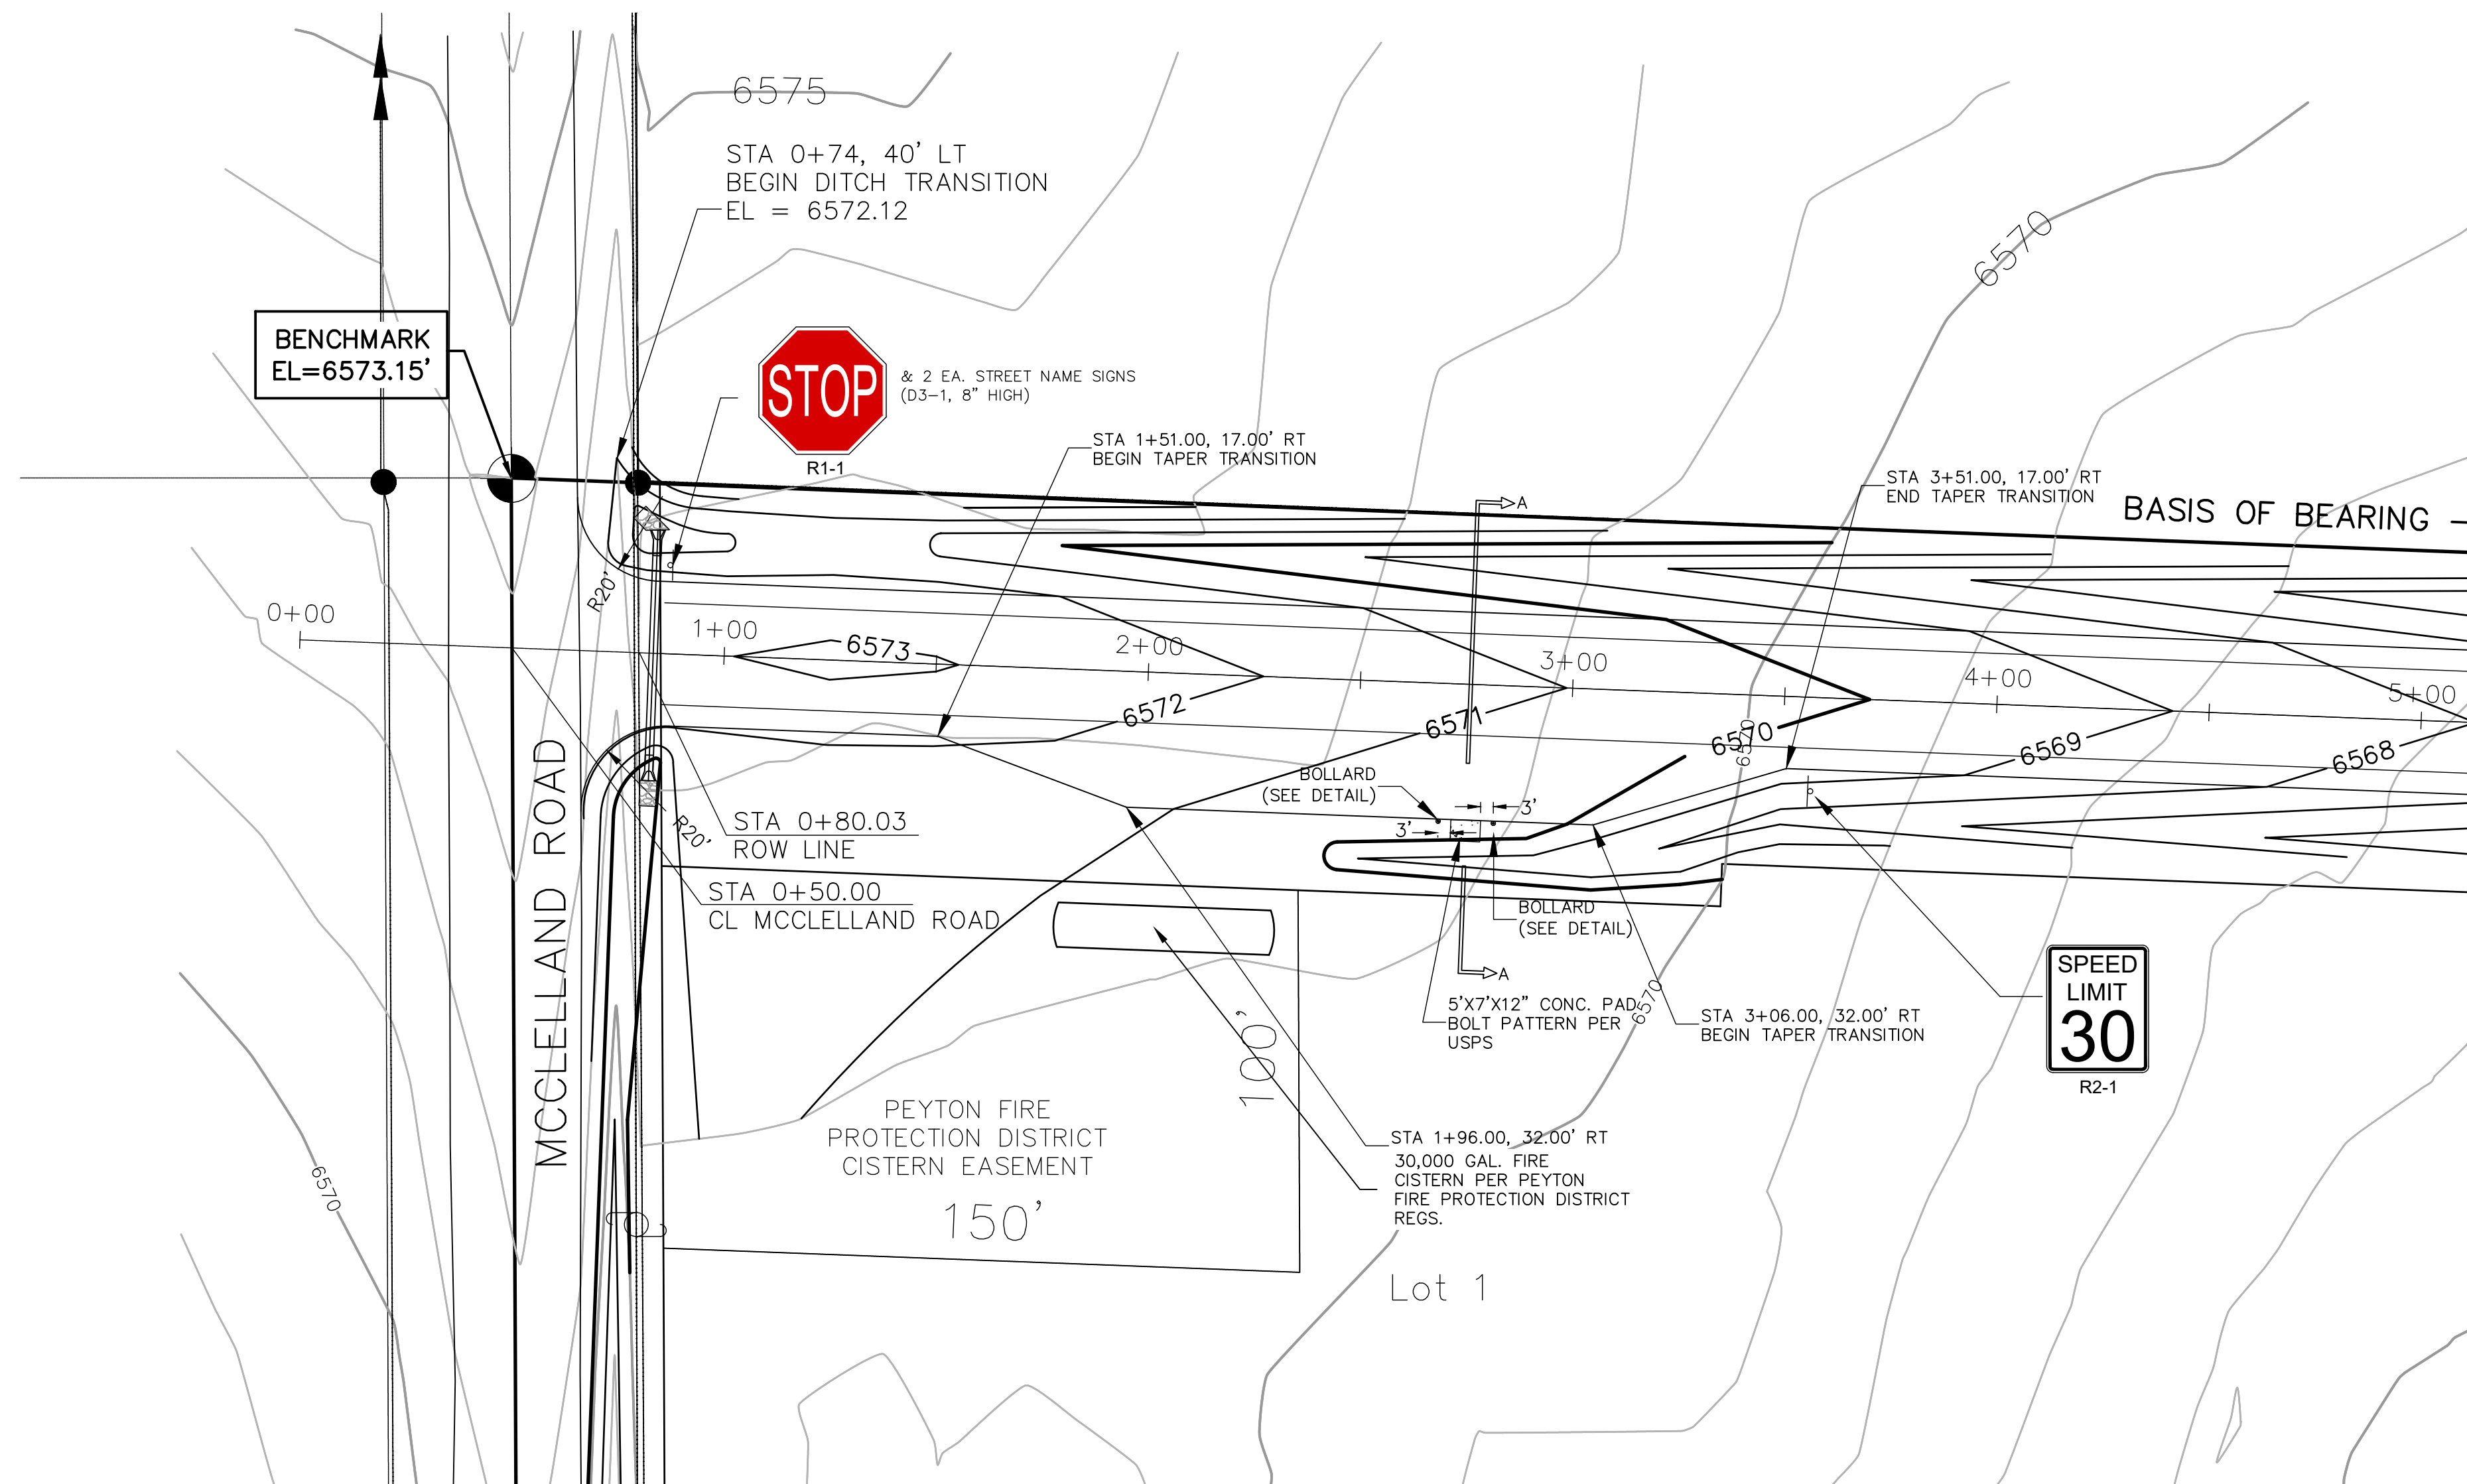 6575
STA 0+74, 40' LT
BEGIN DITCH TRANSITION
EL = 6572.12
6570
BENCHMARK
EL=6573.15'
STOP
R1-1
& 2 EA. STREET NAME SIGNS
(D3-1, 8" HIGH)
STA 1+51.00, 17.00' RT
BEGIN TAPER TRANSITION
STA 3+51.00, 17.00' RT
END TAPER TRANSITION
BASIS OF BEARING
A
R20'
0+00
1+00
6573
2+00
3+00
4+00
5+00
6572
6571
6570
6570
6569
6568
MCCLELLAND ROAD
R20'
STA 0+80.03
ROW LINE
STA 0+50.00
CL MCCLELLAND ROAD
BOLLARD
(SEE DETAIL)
3'
3'
BOLLARD
(SEE DETAIL)
A
5'X7'X12" CONC. PAD
BOLT PATTERN PER
USPS
6570
STA 3+06.00, 32.00' RT
BEGIN TAPER TRANSITION
SPEED
LIMIT
30
R2-1
100'
PEYTON FIRE
PROTECTION DISTRICT
CISTERN EASEMENT
150'
STA 1+96.00, 32.00' RT
30,000 GAL. FIRE
CISTERN PER PEYTON
FIRE PROTECTION DISTRICT
REGS.
6570
Lot 1